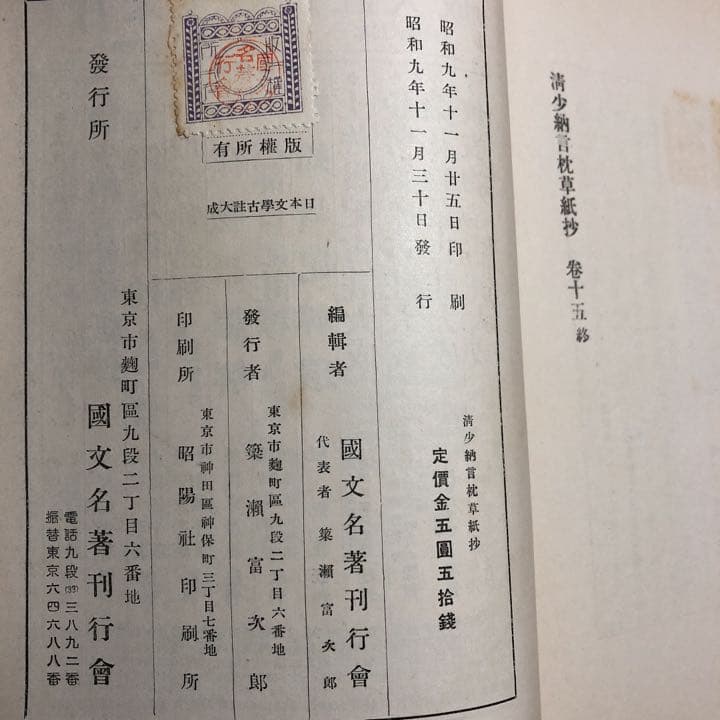 淸少納言枕草紙抄 卷十五 終
昭和九年十一月廿五日印刷
昭和九年十一月三十日發行
淸少納言枕草紙抄
定價金五圓五拾錢
版權所有
日本文學古註大成
編輯者
國文名著刊行會
代表者 簗瀨富次郎
發行者
東京市麴町區九段二丁目六番地
簗瀨富次郎
印刷所
東京市神田區神保町三丁目七番地
昭陽社印刷所
發行所
東京市麴町區九段二丁目六番地
國文名著刊行會
電話九段(33)三八九二番
振替東京六四六八八番